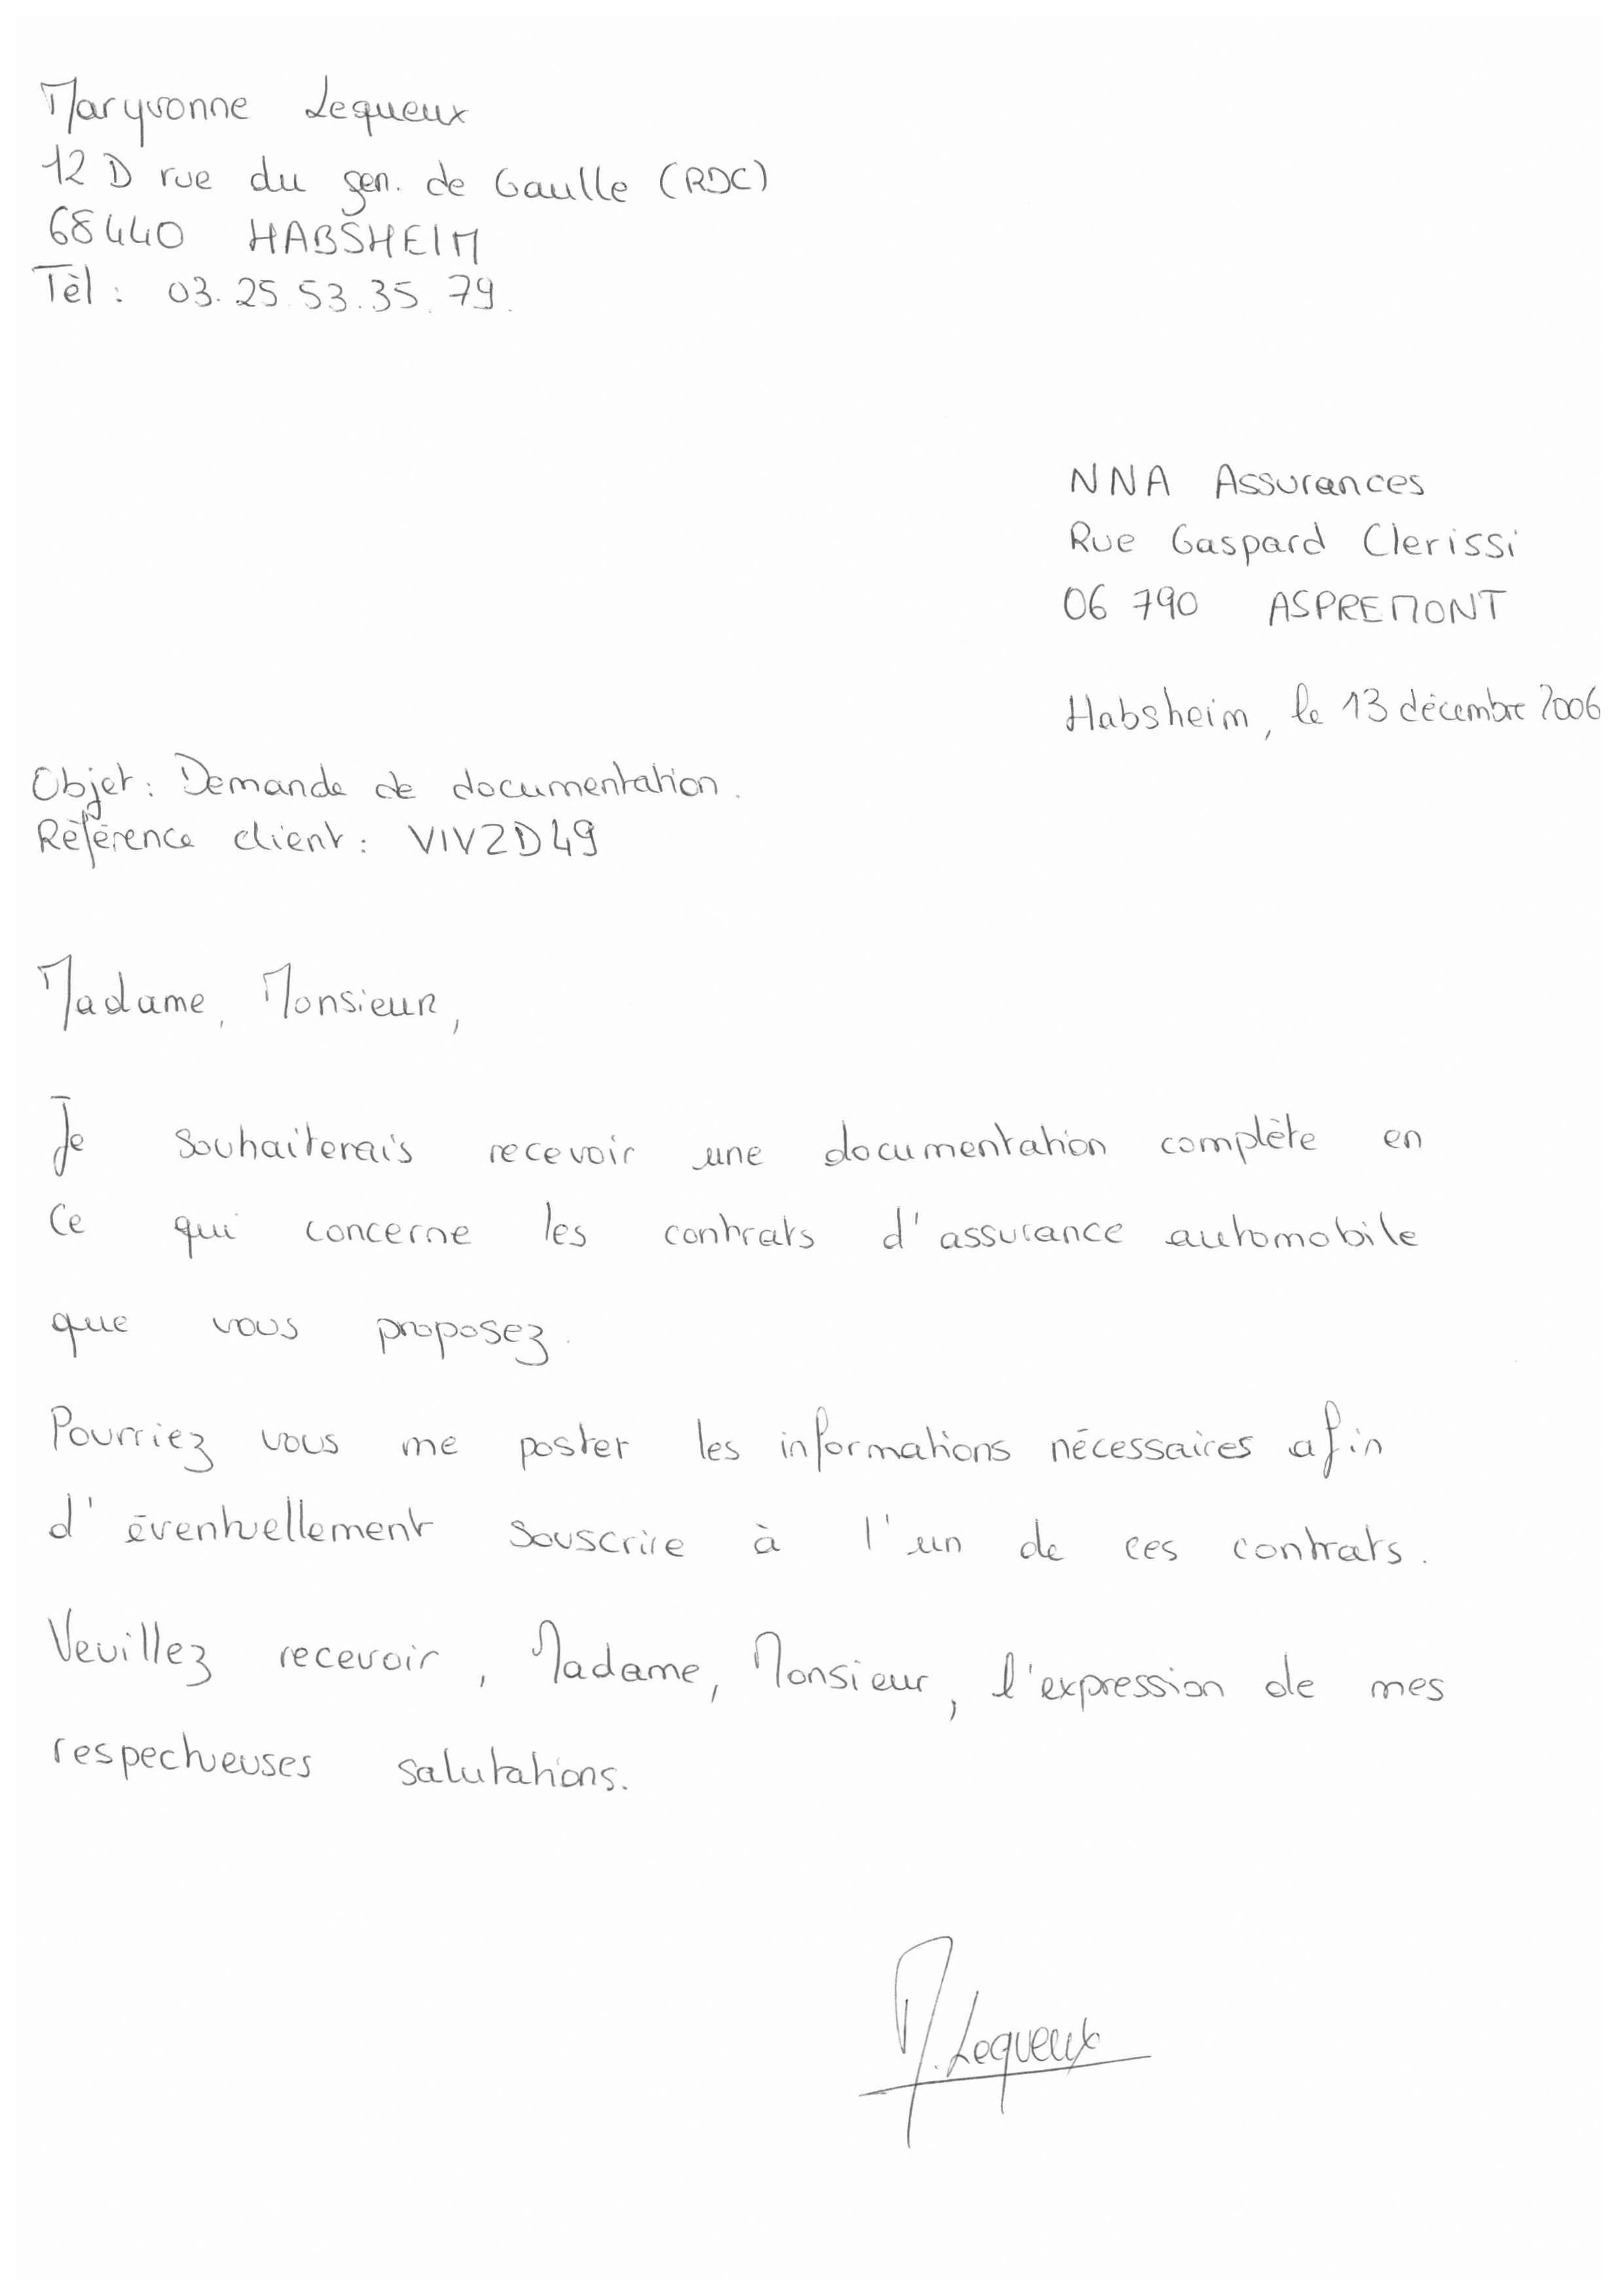 Maryvonne Lequeux
12 D rue du gen. de Gaulle (RDC)
68440 HABSHEIM
Tèl : 03.25.53.35.79.
NNA Assurances
Rue Gaspard Clerissi
06 790 ASPREMONT
Habsheim, le 13 décembre 2006
Objet : Demande de documentation.
Référence client : VIVZD49
Madame, Monsieur,
Je souhaiterais recevoir une documentation complète en
ce qui concerne les contrats d'assurance automobile
que vous proposez.
Pourriez vous me poster les informations nécessaires afin
d'éventuellement souscrire à l'un de ces contrats.
Veuillez recevoir, Madame, Monsieur, l'expression de mes
respectueuses salutations.
M. Lequeux